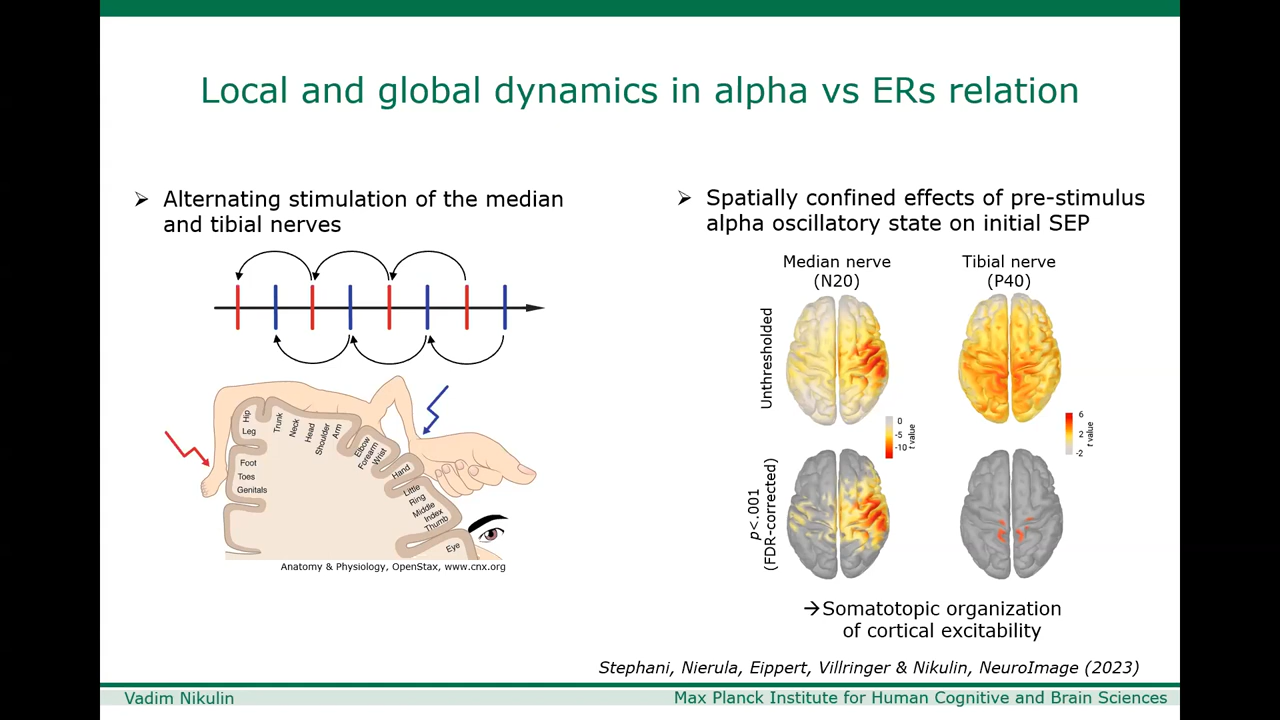 Local and global dynamics in alpha vs ERs relation
➢ Alternating stimulation of the median
and tibial nerves
Hip
Leg
Foot
Toes
Genitals
Trunk
Neck
Head
Shoulder
Arm
Elbow
Forearm
Wrist
Hand
Little
Ring
Middle
Index
Thumb
Eye
Anatomy & Physiology, OpenStax, www.cnx.org
➢ Spatially confined effects of pre-stimulus
alpha oscillatory state on initial SEP
Median nerve
(N20)
Tibial nerve
(P40)
Unthresholded
0
-5
-10
t value
6
2
-2
t value
p<.001
(FDR-corrected)
→Somatotopic organization
of cortical excitability
Stephani, Nierula, Eippert, Villringer & Nikulin, NeuroImage (2023)
Vadim Nikulin
Max Planck Institute for Human Cognitive and Brain Sciences